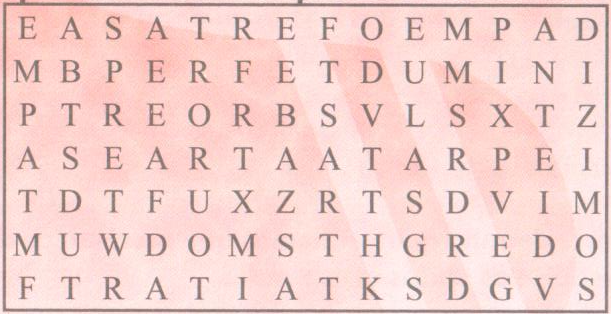 E A S A T R E F O E M P A D
M B P E R F E T D U M I N I
P T R E O R B S V L S X T Z
A S E A R T A A T A R P E I
T D T F U X Z R T S D V I M
M U W D O M S T H G R E D O
F T R A T I A T K S D G V S